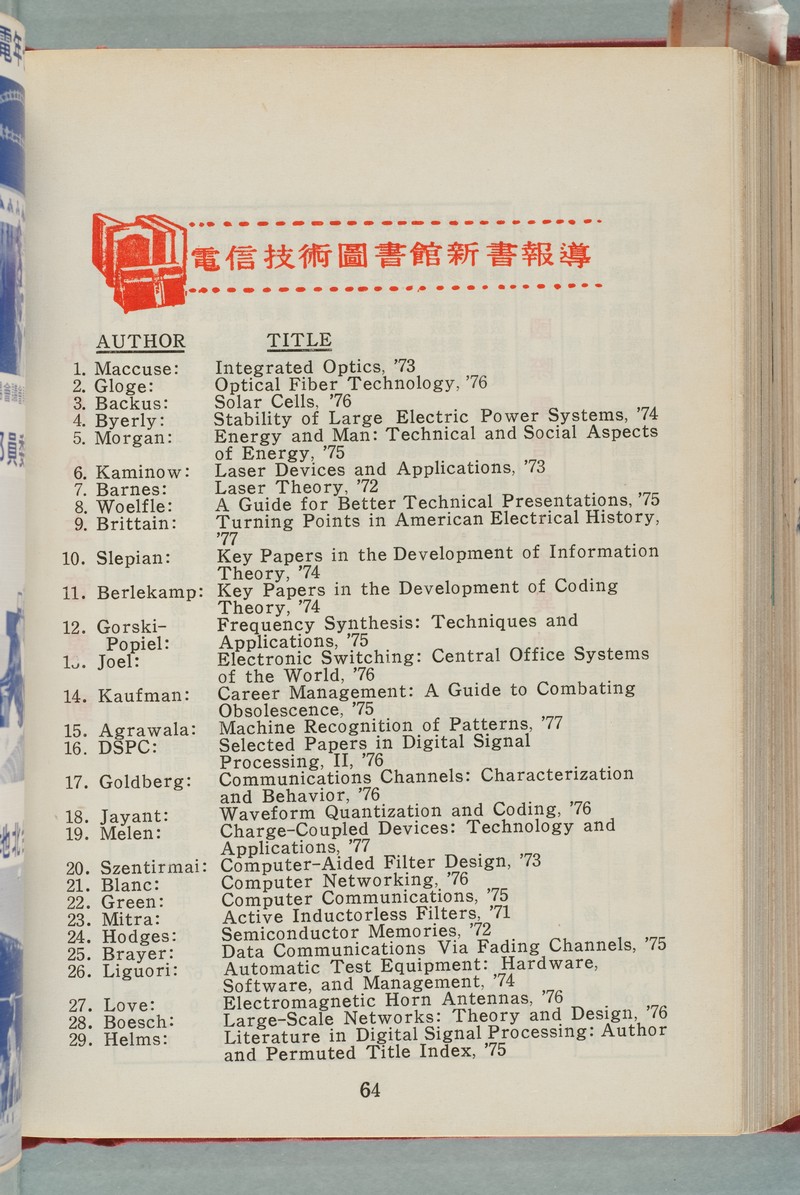 電信技術圖書館新書報導
AUTHOR TITLE
1. Maccuse: Integrated Optics, '73
2. Gloge: Optical Fiber Technology, '76
3. Backus: Solar Cells, '76
4. Byerly: Stability of Large Electric Power Systems, '74
5. Morgan: Energy and Man: Technical and Social Aspects
of Energy, '75
6. Kaminow: Laser Devices and Applications, '73
7. Barnes: Laser Theory, '72
8. Woelfle: A Guide for Better Technical Presentations, '75
9. Brittain: Turning Points in American Electrical History,
'77
10. Slepian: Key Papers in the Development of Information
Theory, '74
11. Berlekamp: Key Papers in the Development of Coding
Theory, '74
12. Gorski- Frequency Synthesis: Techniques and
Popiel: Applications, '75
13. Joel: Electronic Switching: Central Office Systems
of the World, '76
14. Kaufman: Career Management: A Guide to Combating
Obsolescence, '75
15. Agrawala: Machine Recognition of Patterns, '77
16. DSPC: Selected Papers in Digital Signal
Processing, II, '76
17. Goldberg: Communications Channels: Characterization
and Behavior, '76
18. Jayant: Waveform Quantization and Coding, '76
19. Melen: Charge-Coupled Devices: Technology and
Applications, '77
20. Szentirmai: Computer-Aided Filter Design, '73
21. Blanc: Computer Networking, '76
22. Green: Computer Communications, '75
23. Mitra: Active Inductorless Filters, '71
24. Hodges: Semiconductor Memories, '72
25. Brayer: Data Communications Via Fading Channels, '75
26. Liguori: Automatic Test Equipment: Hardware,
Software, and Management, '74
27. Love: Electromagnetic Horn Antennas, '76
28. Boesch: Large-Scale Networks: Theory and Design, '76
29. Helms: Literature in Digital Signal Processing: Author
and Permuted Title Index, '75
64